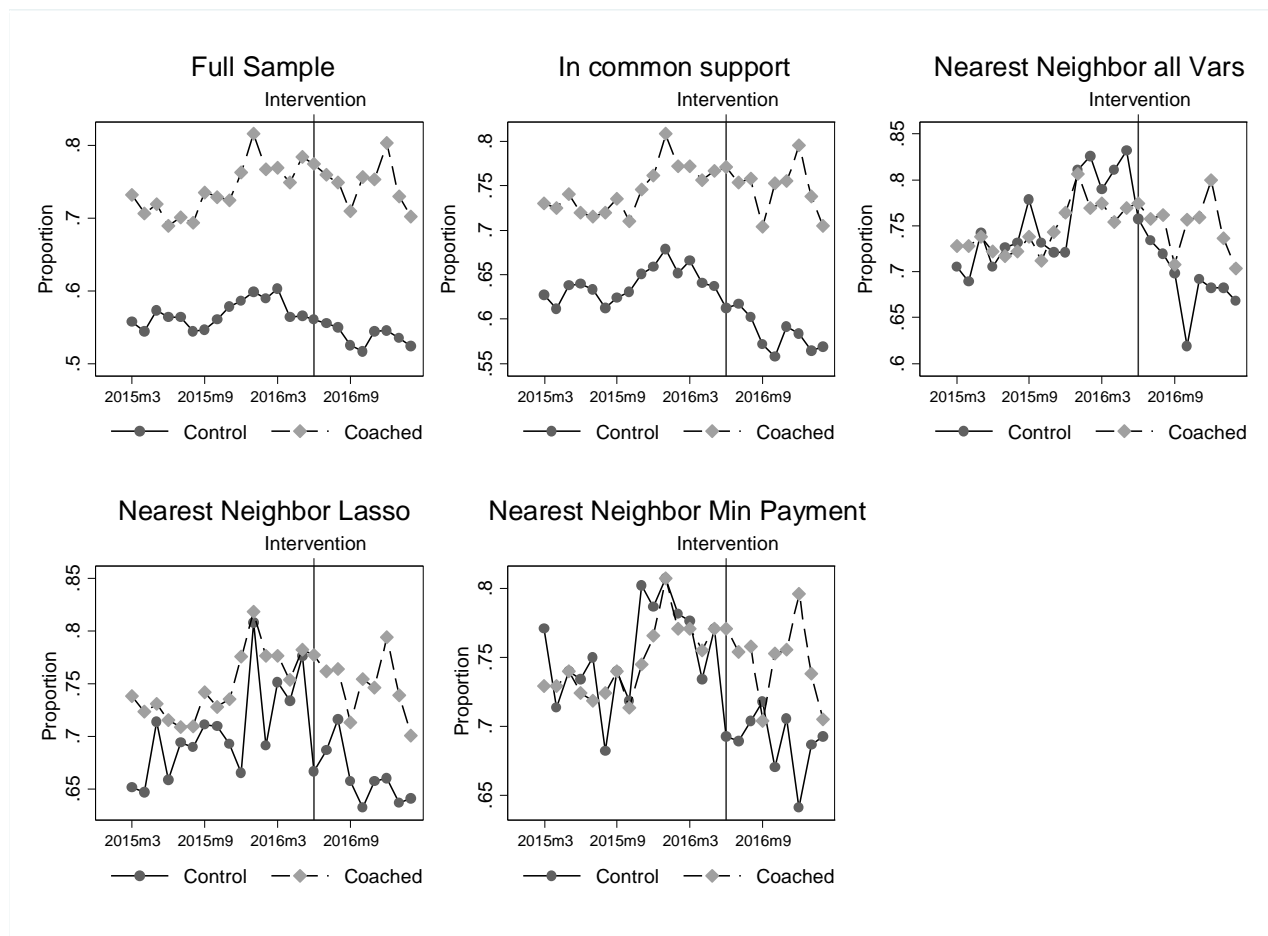 Full Sample
Intervention
Proportion
.8
.7
.6
.5
2015m3 2015m9 2016m3 2016m9
Control Coached
In common support
Intervention
Proportion
.8
.75
.7
.65
.6
.55
2015m3 2015m9 2016m3 2016m9
Control Coached
Nearest Neighbor all Vars
Intervention
Proportion
.85
.8
.75
.7
.65
.6
2015m3 2015m9 2016m3 2016m9
Control Coached
Nearest Neighbor Lasso
Intervention
Proportion
.85
.8
.75
.7
.65
2015m3 2015m9 2016m3 2016m9
Control Coached
Nearest Neighbor Min Payment
Intervention
Proportion
.8
.75
.7
.65
2015m3 2015m9 2016m3 2016m9
Control Coached